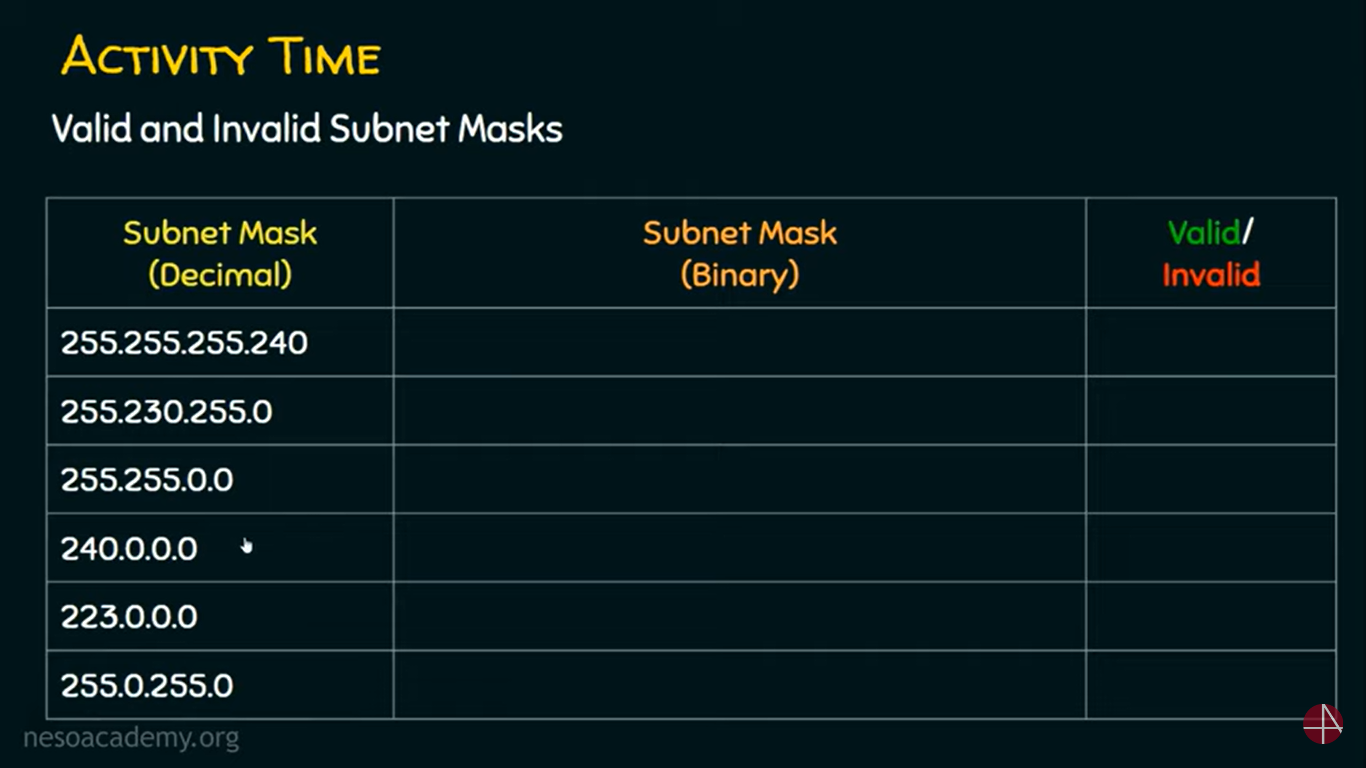 ACTIVITY TIME
Valid and Invalid Subnet Masks
Subnet Mask
(Decimal)
Subnet Mask
(Binary)
Valid/
Invalid
255.255.255.240
255.230.255.0
255.255.0.0
240.0.0.0
223.0.0.0
255.0.255.0
nesoacademy.org